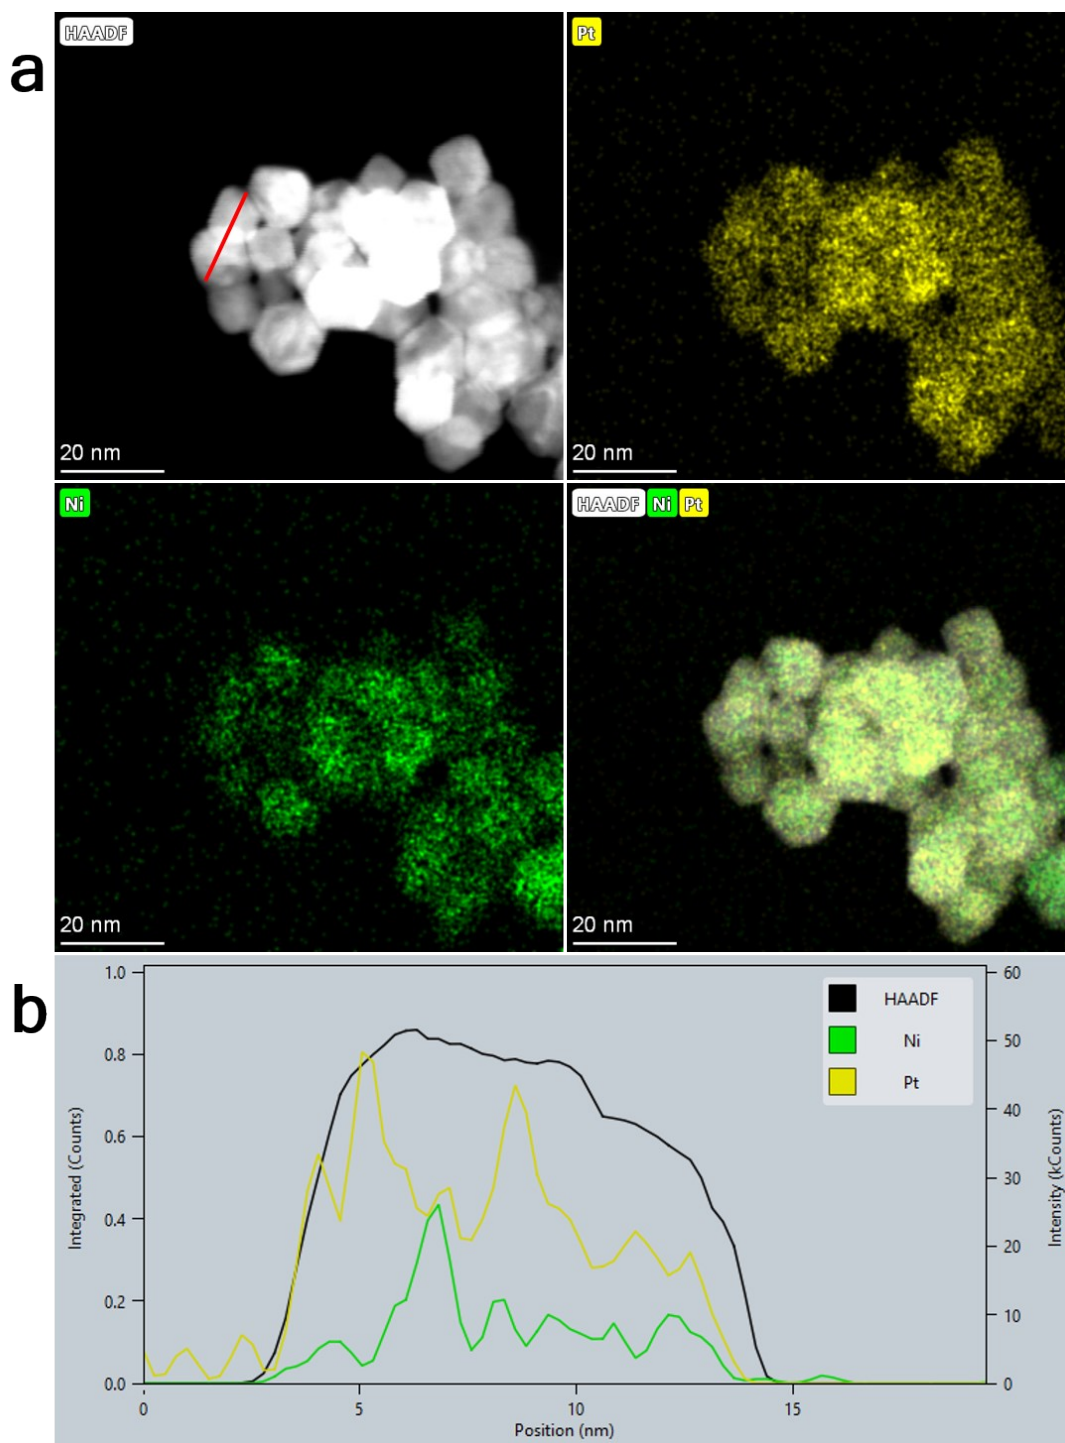 a
HAADF
Pt
20 nm
20 nm
Ni
HAADF Ni Pt
20 nm
20 nm
b
1.0
0.8
0.6
0.4
0.2
0.0
Integrated (Counts)
60
50
40
30
20
10
0
Intensity (kCounts)
HAADF
Ni
Pt
0 5 10 15
Position (nm)